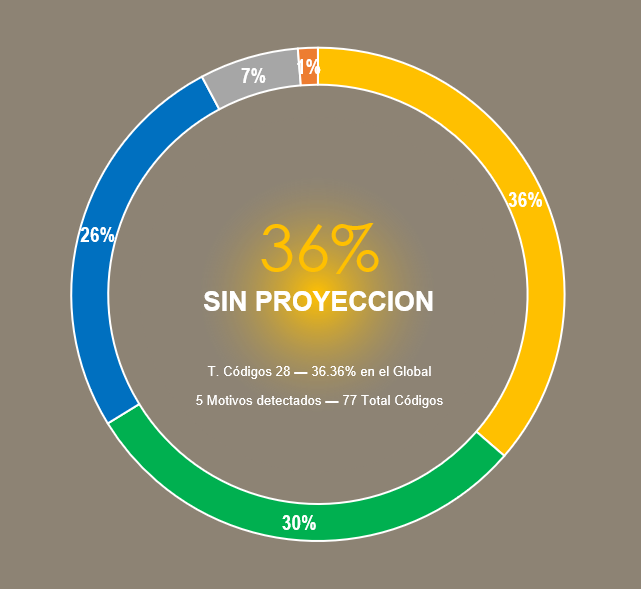 1%
7%
36%
26%
36%
SIN PROYECCION
T. Códigos 28 — 36.36% en el Global
5 Motivos detectados — 77 Total Códigos
30%